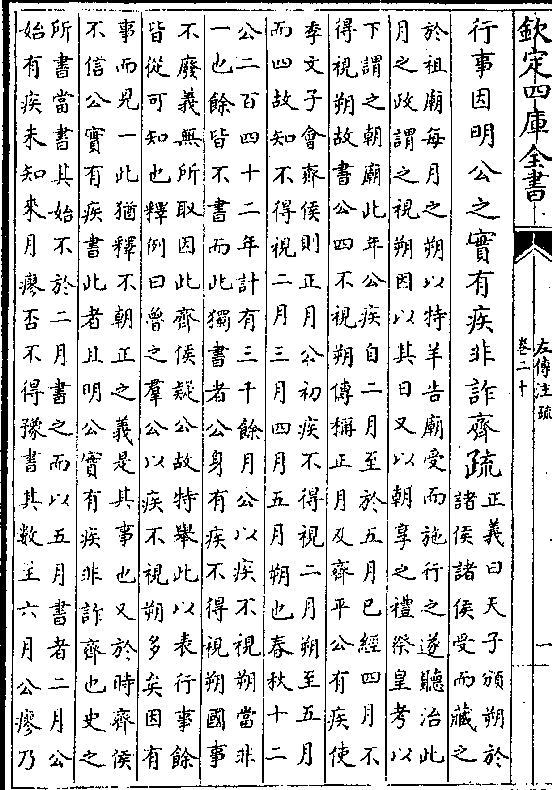 欽定四庫全書
左傳注疏
卷二十
一
行事因明公之實有疾非詐齊疏
正義曰天子頒朔於
諸侯諸侯受而藏之
於祖廟每月之朔以特羊告廟受而施行之遂聽治此
月之政謂之視朔因以其日又以朝享之禮祭皇考以
下謂之朝廟此年公疾自二月至於五月已經四月不
得視朔故書公四不視朔傳稱正月及齊平公有疾使
季文子會齊侯則正月公初疾不得視二月朔至五月
而四故知不得視二月三月四月五月朔也春秋十二
公二百四十二年計有三千餘月公以疾不視朔當非
一也餘皆不書而此獨書者公身有疾不得視朔國事
不廢義無所取因此齊侯疑公故特舉此以表行事餘
皆從可知也釋例曰魯之羣公以疾不視朔多矣因有
事而見一此猶釋不朝正之義是其事也又於時齊侯
不信公實有疾書此者且明公實有疾非詐齊也史之
所書當書其始不於二月書之而以五月書者二月公
始有疾未知來月瘳否不得豫書其數至六月公瘳乃